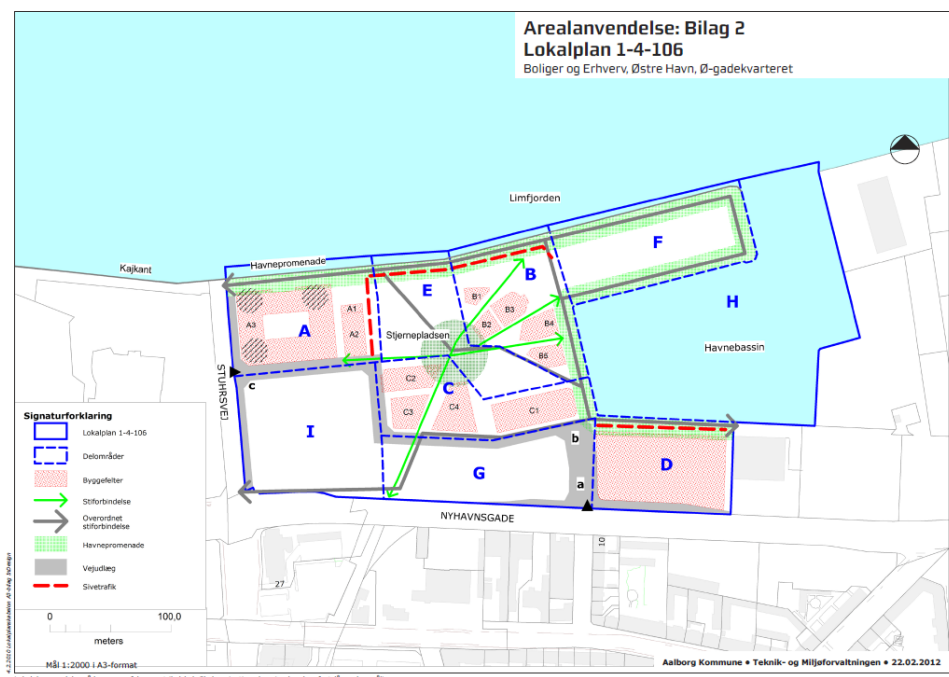 Arealanvendelse: Bilag 2
Lokalplan 1-4-106
Boliger og Erhverv, Østre Havn, Ø-gadekvarteret
Limfjorden
Kajkant
Havnepromenade
F
E
B
H
B1
B3
A1
A3
A
A2
B2
B4
Stjernepladsen
Havnebassin
B5
C
C2
c
STUHRSVEJ
C3
C4
C1
I
b
D
G
a
NYHAVNSGADE
10
27
Signaturforklaring
Lokalplan 1-4-106
Delområder
Byggefelter
Stiforbindelse
Overordnet
stiforbindelse
Havnepromenade
Vejudlæg
Sivetrafik
0 100,0
meters
Mål 1:2000 i A3-format
Aalborg Kommune • Teknik- og Miljøforvaltningen • 22.02.2012